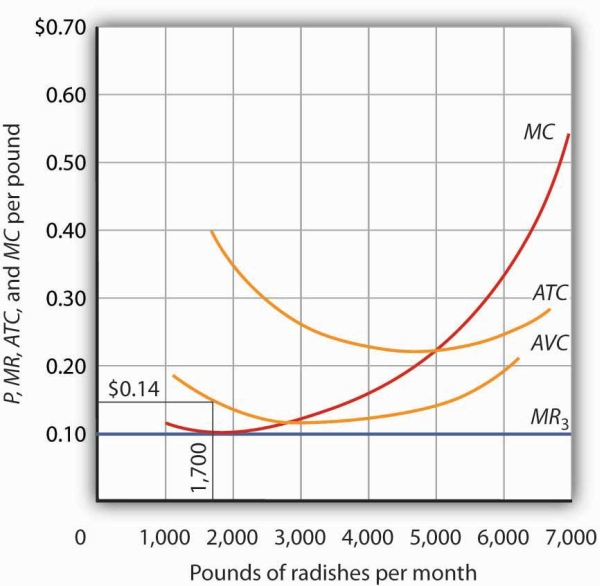 $0.70
0.60
0.50
0.40
0.30
0.20
0.10
P, MR, ATC, and MC per pound
MC
ATC
AVC
MR3
$0.14
1,700
0 1,000 2,000 3,000 4,000 5,000 6,000 7,000
Pounds of radishes per month